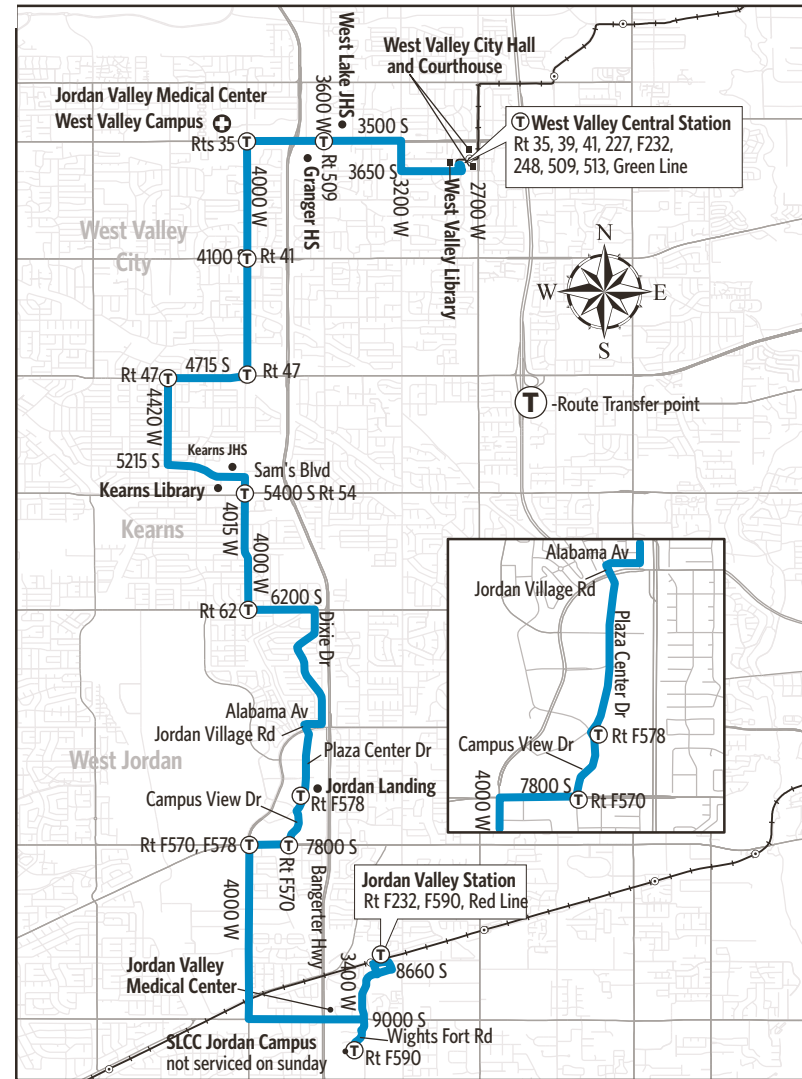 West Valley City Hall
and Courthouse
West Lake JHS
3600 W
Jordan Valley Medical Center
West Valley Campus
T West Valley Central Station
Rt 35, 39, 41, 227, F232,
248, 509, 513, Green Line
3500 S
Rts 35
T
T
Rt 509
Granger HS
3650 S
3200 W
West Valley Library
2700 W
4000 W
West Valley
City
4100 S
T
Rt 41
N
W
E
S
4715 S
Rt 47
T
T
Rt 47
4420 W
T -Route Transfer point
5215 S
Kearns JHS
Sam's Blvd
Kearns Library
T
5400 S Rt 54
4015 W
Kearns
4000 W
6200 S
Rt 62
T
Dixie Dr
Alabama Av
Jordan Village Rd
Plaza Center Dr
T
Rt F578
Campus View Dr
4000 W
7800 S
T
Rt F570
Alabama Av
Jordan Village Rd
West Jordan
Plaza Center Dr
Jordan Landing
T
Rt F578
Campus View Dr
Rt F570, F578
T
T
7800 S
Rt F570
Bangerter Hwy
4000 W
Jordan Valley Station
Rt F232, F590, Red Line
T
8660 S
3400 W
Jordan Valley
Medical Center
9000 S
Wights Fort Rd
SLCC Jordan Campus
not serviced on sunday
T
Rt F590